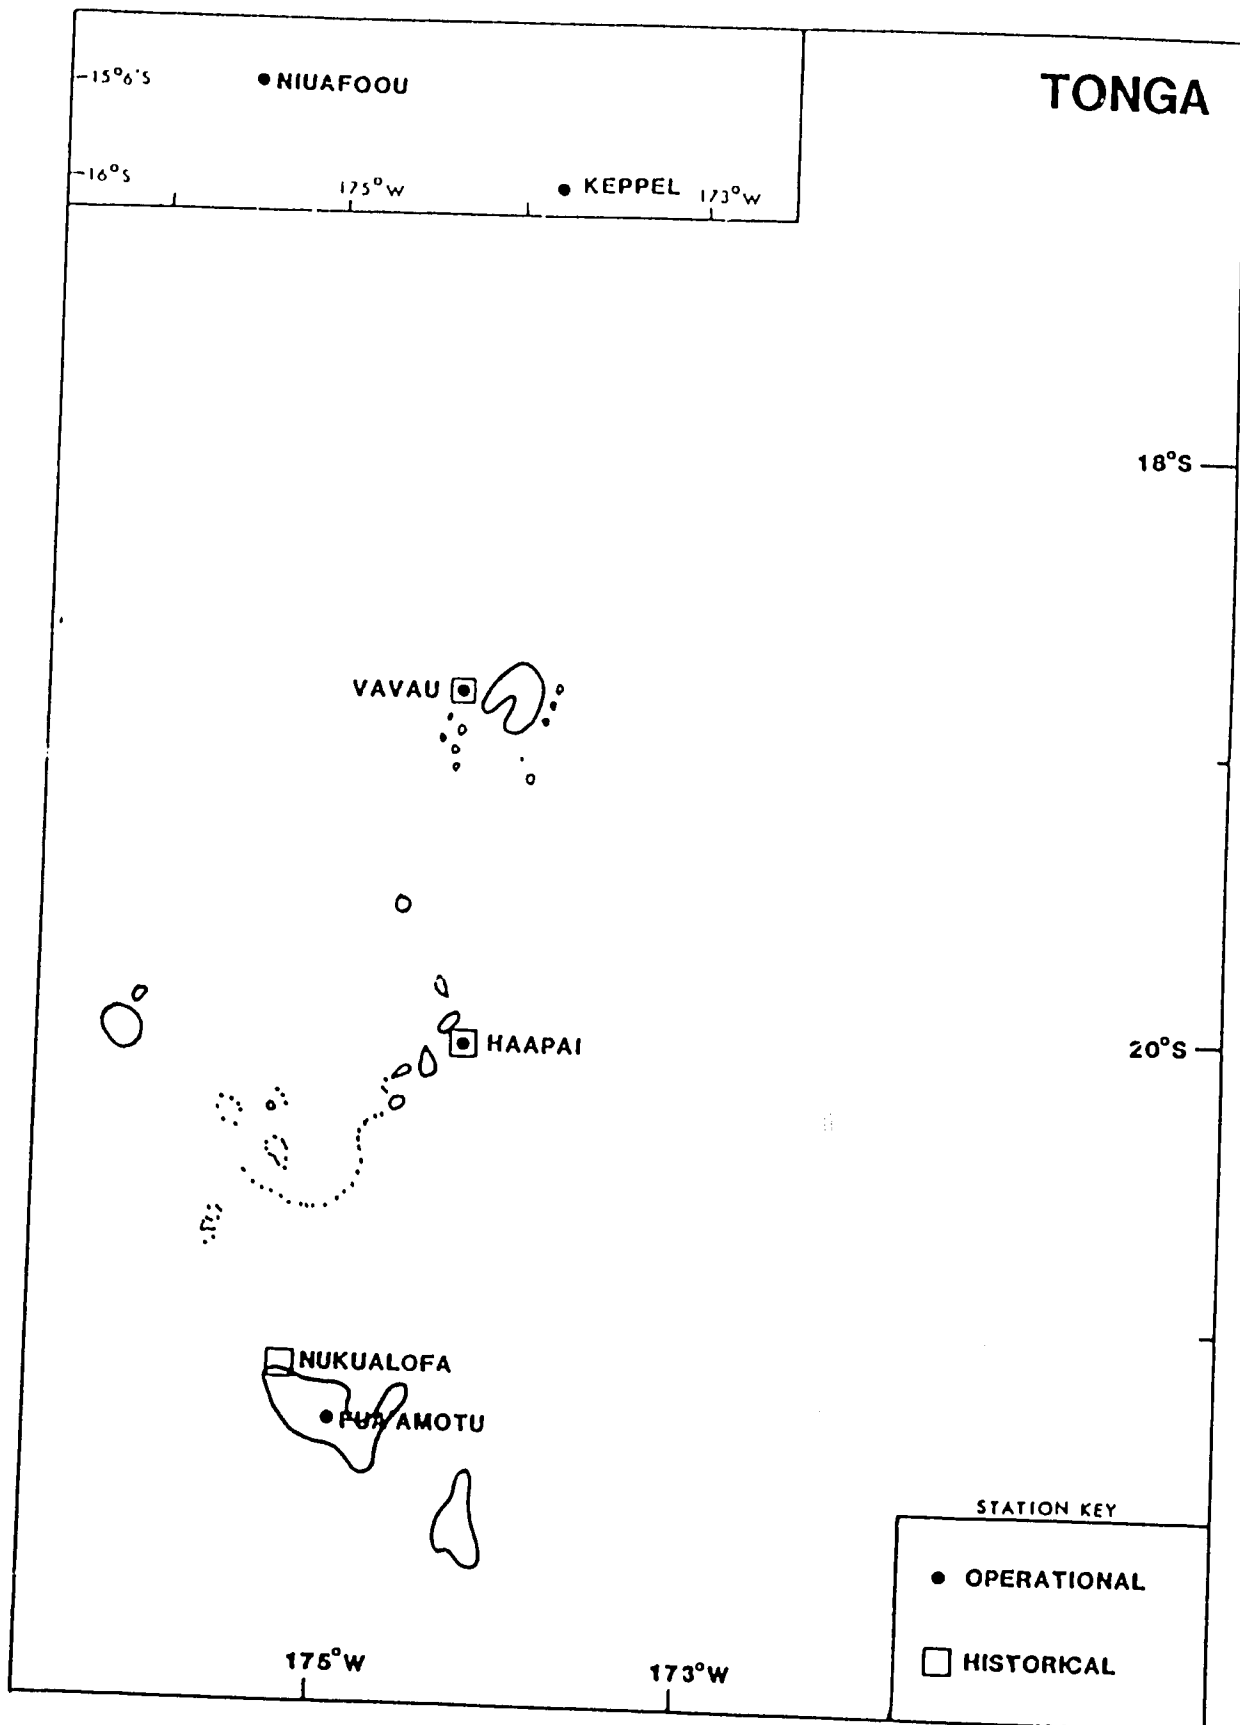 TONGA
15°6'S
NIUAFOOU
16°S
175°W
KEPPEL
173°W
18°S
VAVAU
HAAPAI
20°S
NUKUALOFA
AMOTU
STATION KEY
OPERATIONAL
HISTORICAL
175°W
173°W